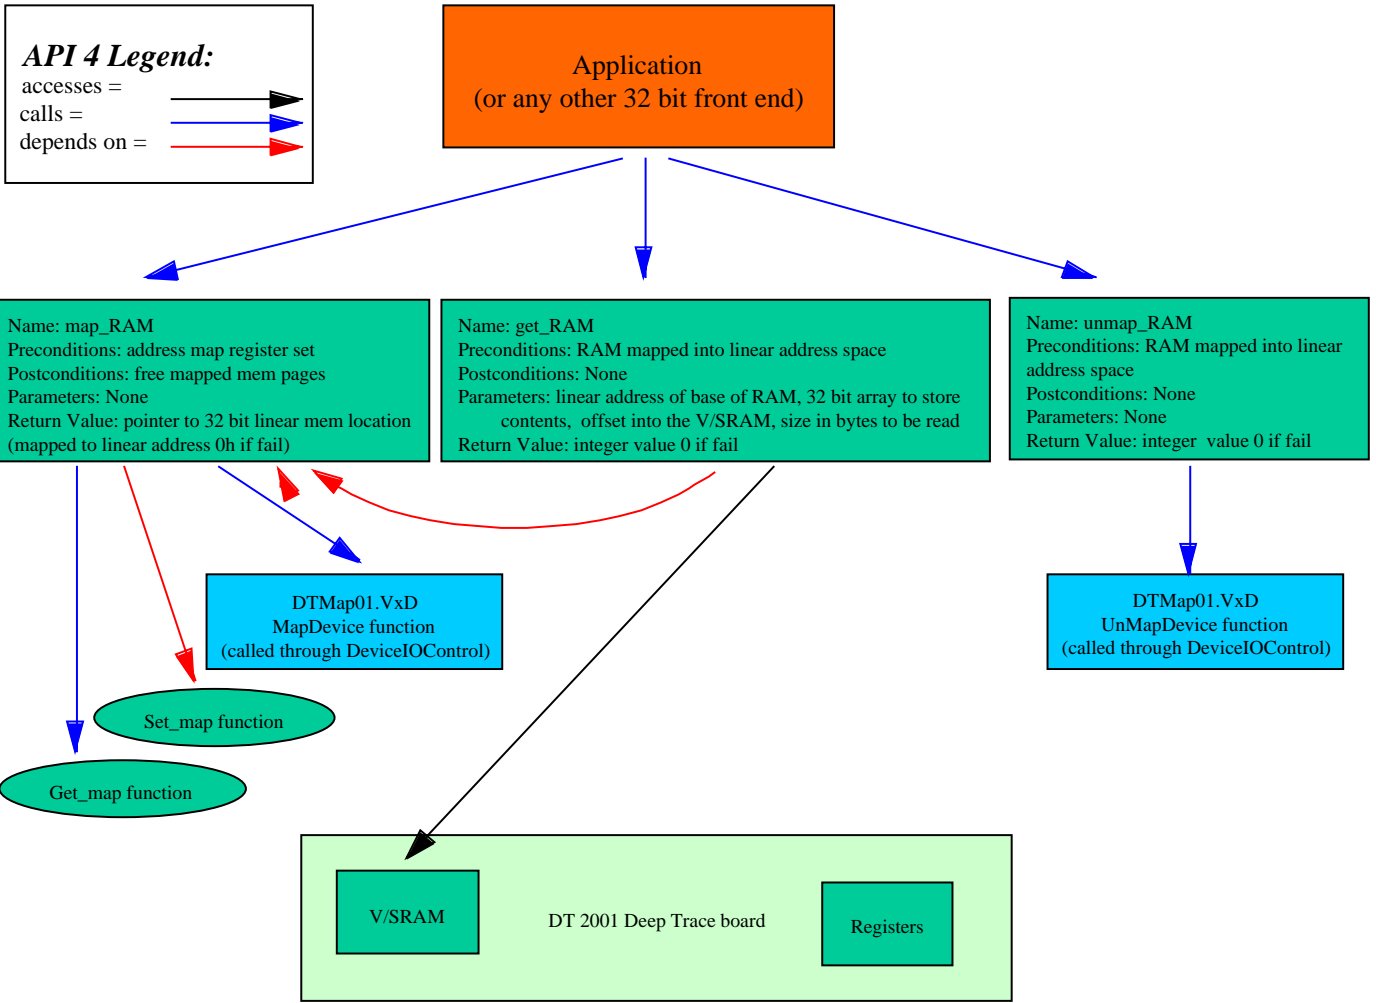 API 4 Legend:
accesses =
calls =
depends on =
Application
(or any other 32 bit front end)
Name: map_RAM
Preconditions: address map register set
Postconditions: free mapped mem pages
Parameters: None
Return Value: pointer to 32 bit linear mem location
(mapped to linear address 0h if fail)
Name: get_RAM
Preconditions: RAM mapped into linear address space
Postconditions: None
Parameters: linear address of base of RAM, 32 bit array to store
contents,  offset into the V/SRAM, size in bytes to be read
Return Value: integer value 0 if fail
Name: unmap_RAM
Preconditions: RAM mapped into linear
address space
Postconditions: None
Parameters: None
Return Value: integer  value 0 if fail
DTMap01.VxD
MapDevice function
(called through DeviceIOControl)
DTMap01.VxD
UnMapDevice function
(called through DeviceIOControl)
Set_map function
Get_map function
V/SRAM
DT 2001 Deep Trace board
Registers